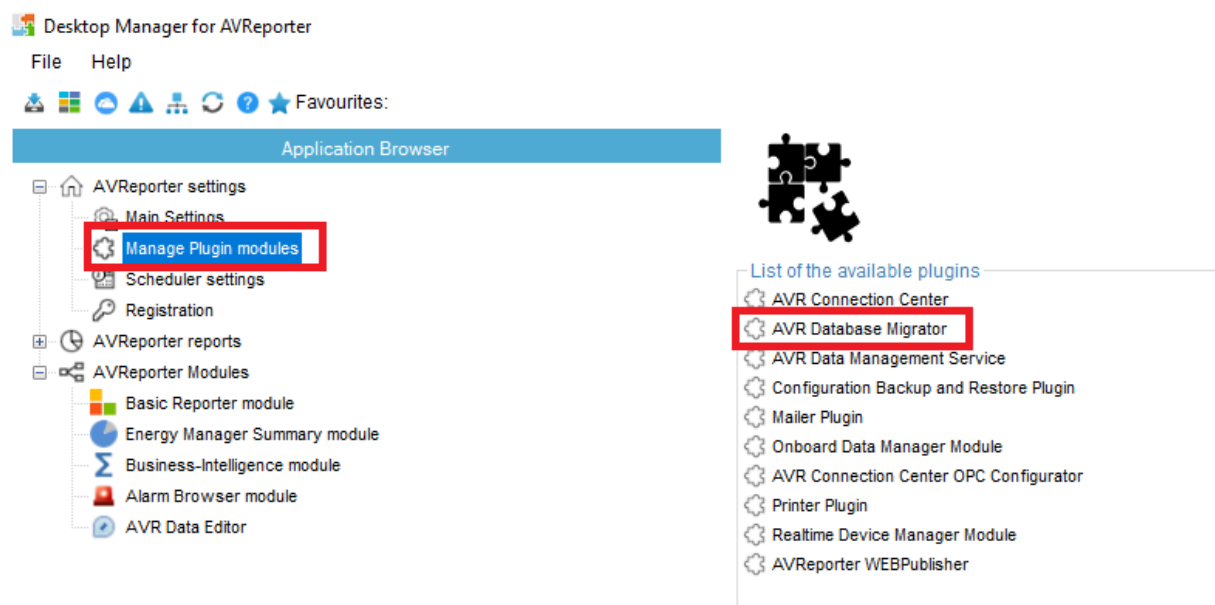 Desktop Manager for AVReporter
File Help
Favourites:
Application Browser
AVReporter settings
Main Settings
Manage Plugin modules
Scheduler settings
Registration
AVReporter reports
AVReporter Modules
Basic Reporter module
Energy Manager Summary module
Business-Intelligence module
Alarm Browser module
AVR Data Editor
List of the available plugins
AVR Connection Center
AVR Database Migrator
AVR Data Management Service
Configuration Backup and Restore Plugin
Mailer Plugin
Onboard Data Manager Module
AVR Connection Center OPC Configurator
Printer Plugin
Realtime Device Manager Module
AVReporter WEBPublisher